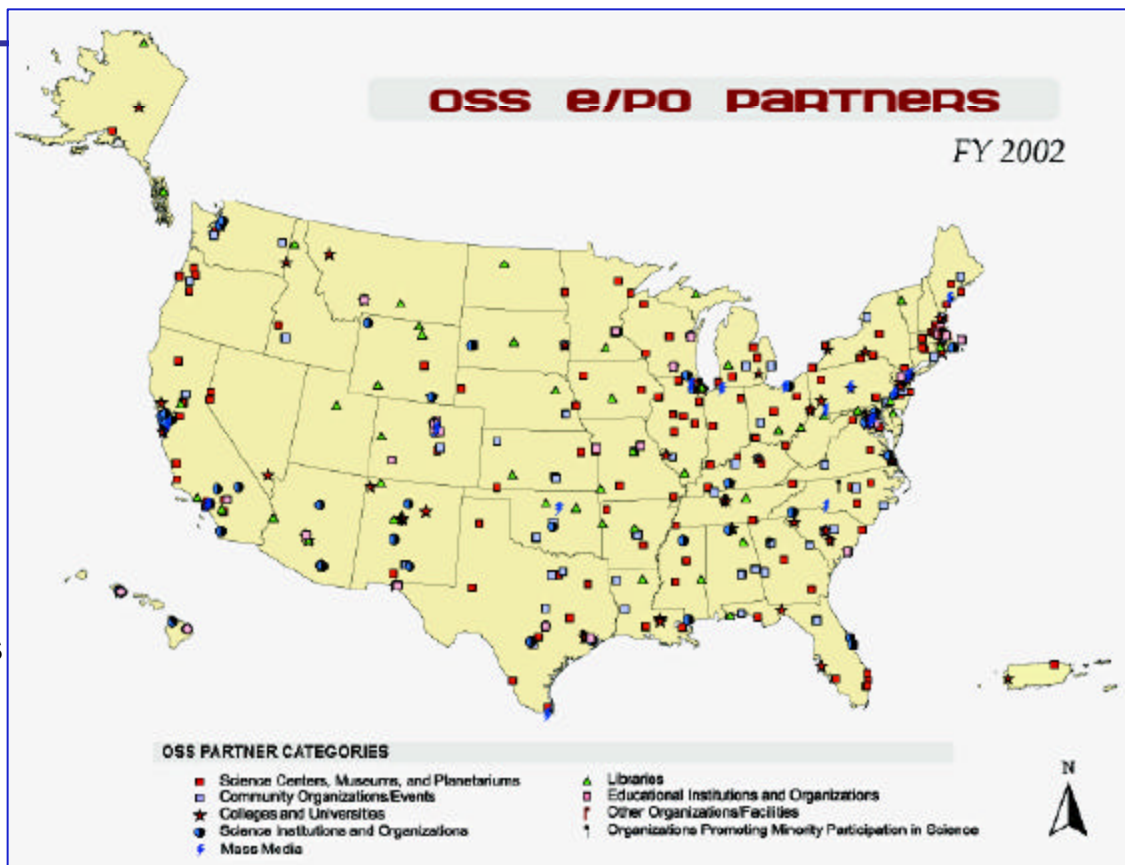 OSS e/PO PaRTNeRS
FY 2002
OSS PARTNER CATEGORIES
Science Centers, Museums, and Planetariums
Community Organizations/Events
Colleges and Universities
Science Institutions and Organizations
Mass Media
Libraries
Educational Institutions and Organizations
Other Organizations/Facilities
Organizations Promoting Minority Participation in Science
N
s